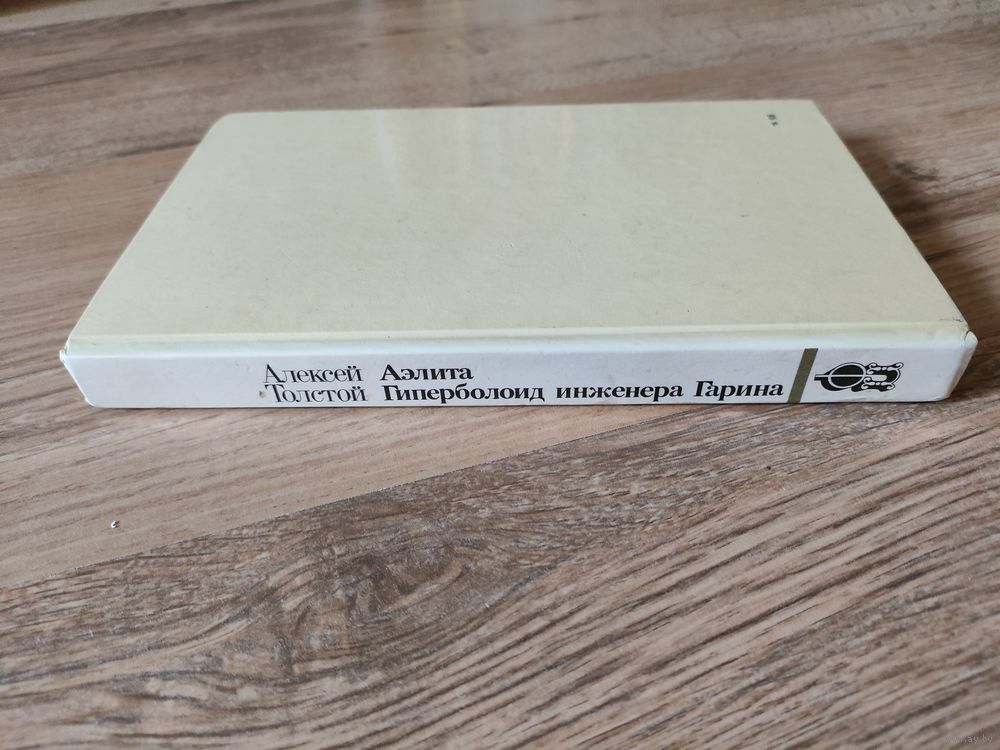 Алексей
Толстой
Аэлита
Гиперболоид инженера Гарина